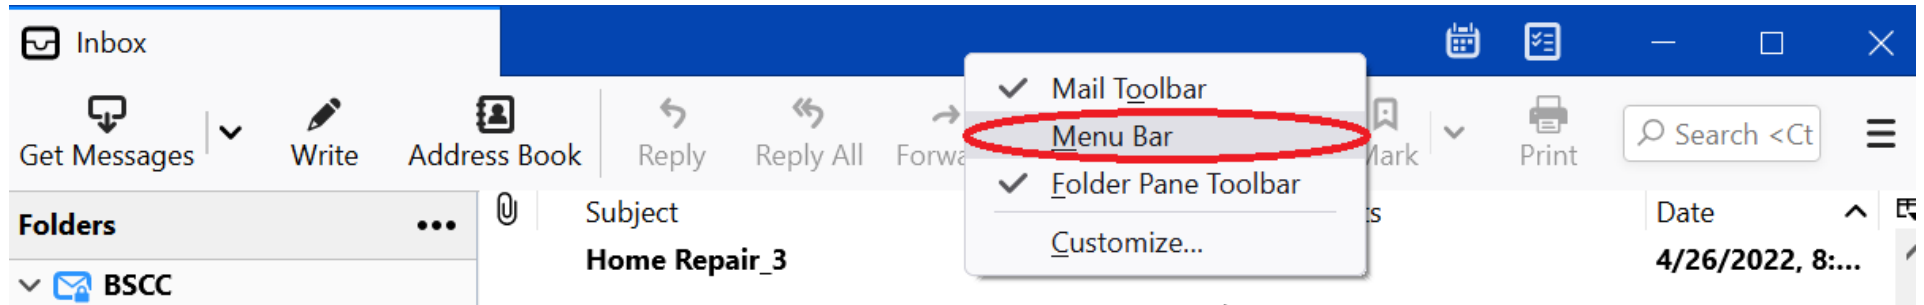 Inbox
Mail Toolbar
Menu Bar
Folder Pane Toolbar
Customize...
Get Messages
Write
Address Book
Reply
Reply All
Print
Search <Ct
Folders
Subject
Date
Home Repair_3
4/26/2022, 8:...
BSCC